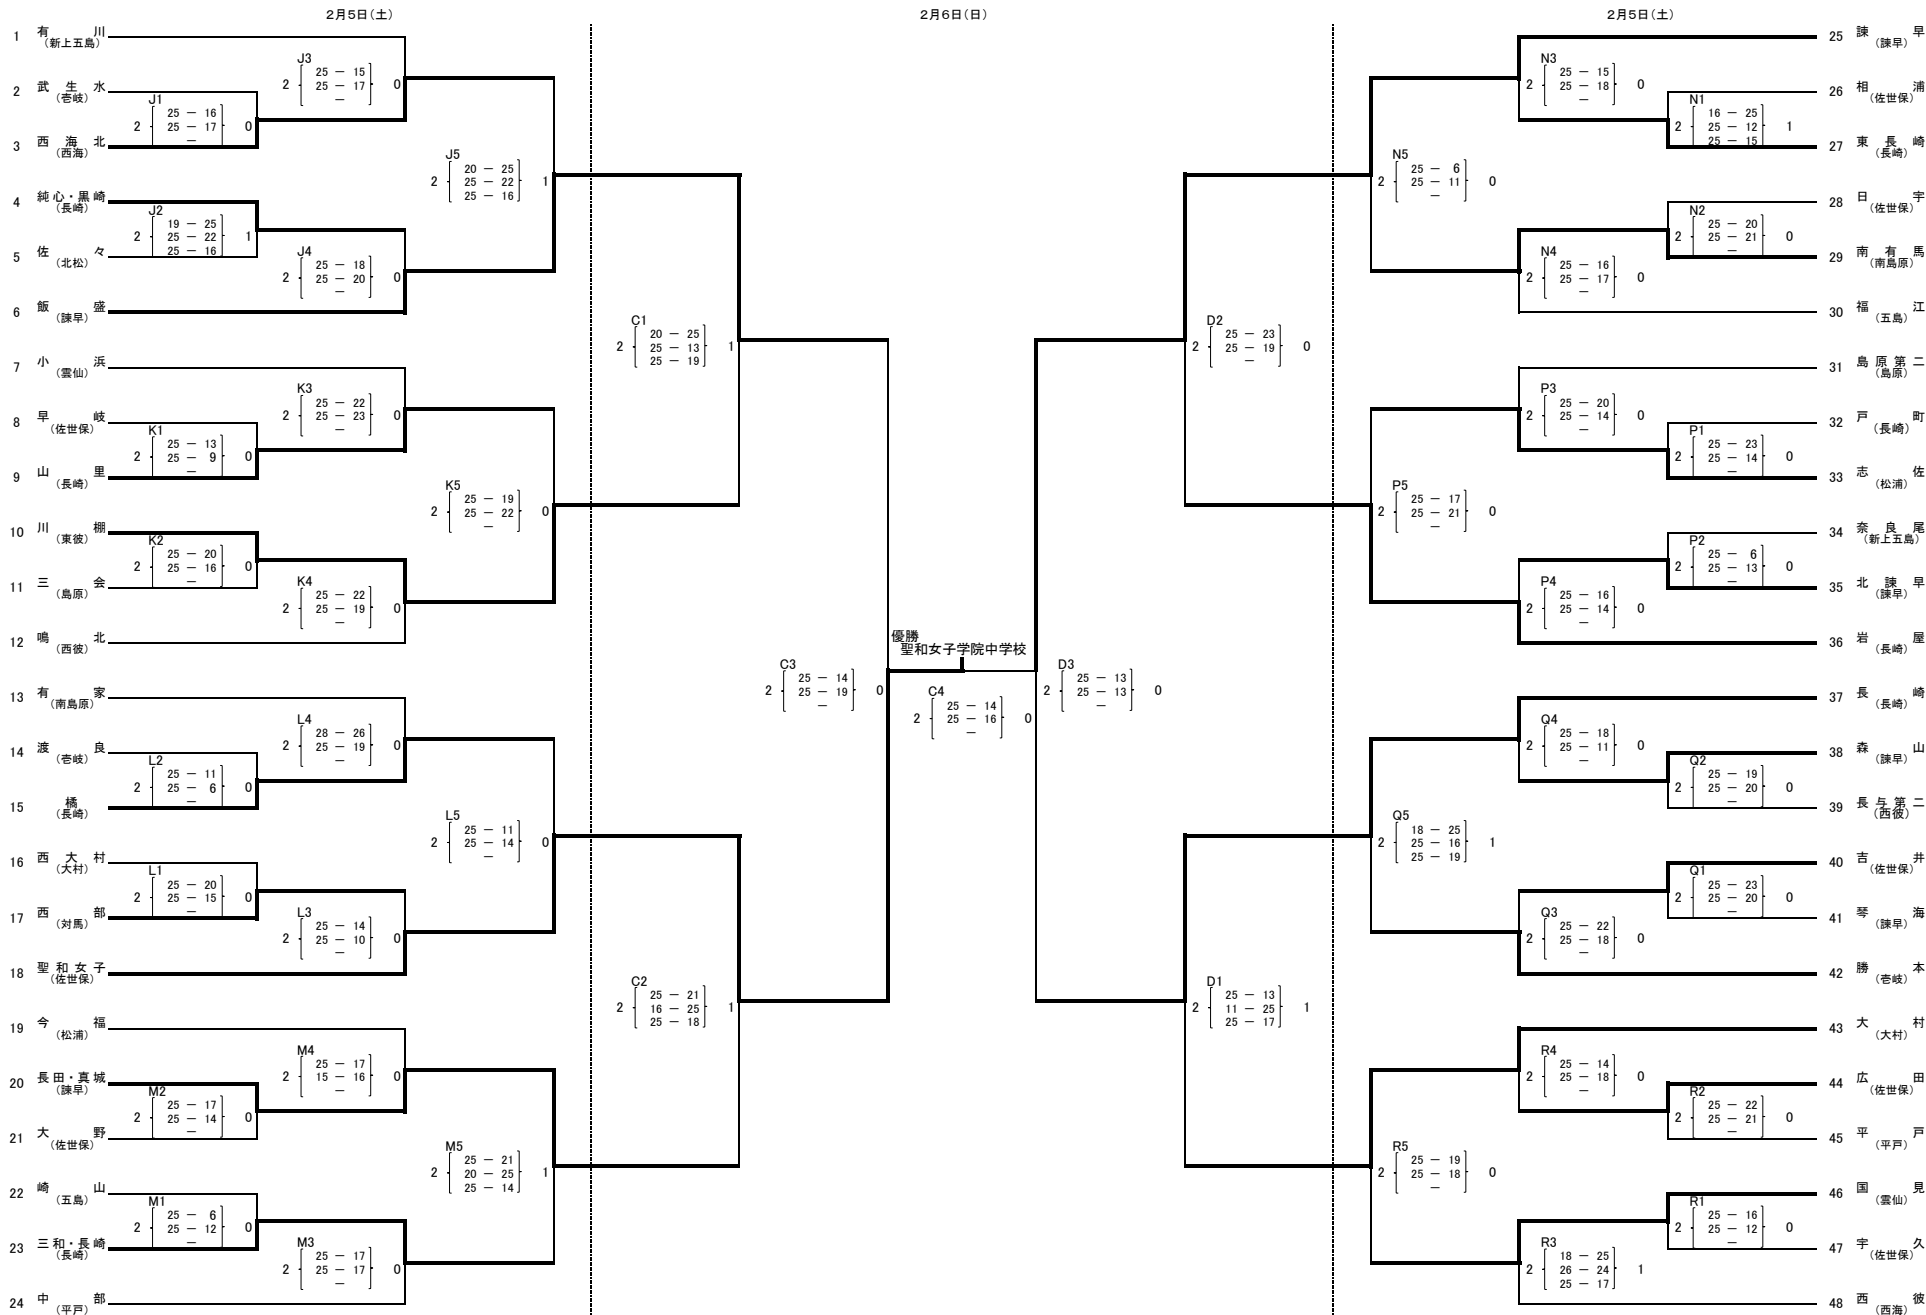 2月5日(土)
2月6日(日)
2月5日(土)
1 有川 (新上五島)
2 武生水 (壱岐)
3 西海北 (西海)
4 純心・黒崎 (長崎)
5 佐々 (北松)
6 飯盛 (諫早)
7 小浜 (雲仙)
8 早岐 (佐世保)
9 山里 (長崎)
10 川棚 (東彼)
11 三会 (島原)
12 鳴北 (西彼)
13 有家 (南島原)
14 渡良 (壱岐)
15 橘 (長崎)
16 西大村 (大村)
17 西部 (対馬)
18 聖和女子 (佐世保)
19 今福 (松浦)
20 長田・真城 (諫早)
21 大野 (佐世保)
22 崎山 (五島)
23 三和・長崎 (長崎)
24 中部 (平戸)
J1
25 − 16
2 25 − 17 0
−
J2
19 − 25
2 25 − 22 1
25 − 16
K1
25 − 13
2 25 − 9 0
−
K2
25 − 20
2 25 − 16 0
−
L2
25 − 11
2 25 − 6 0
−
L1
25 − 20
2 25 − 15 0
−
M2
25 − 17
2 25 − 14 0
−
M1
25 − 6
2 25 − 12 0
−
J3
25 − 15
2 25 − 17 0
−
J4
25 − 18
2 25 − 20 0
−
K3
25 − 22
2 25 − 23 0
−
K4
25 − 22
2 25 − 19 0
−
L4
28 − 26
2 25 − 19 0
−
L3
25 − 14
2 25 − 10 0
−
M4
25 − 17
2 15 − 16 0
−
M3
25 − 17
2 25 − 17 0
−
J5
20 − 25
2 25 − 22 1
25 − 16
K5
25 − 19
2 25 − 22 0
−
L5
25 − 11
2 25 − 14 0
−
M5
25 − 21
2 20 − 25 1
25 − 14
C1
20 − 25
2 25 − 13 1
25 − 19
C2
25 − 21
2 16 − 25 1
25 − 18
C3
25 − 14
2 25 − 19 0
−
優勝
聖和女子学院中学校
C4
25 − 14
2 25 − 16 0
−
D3
25 − 13
2 25 − 13 0
−
D2
25 − 23
2 25 − 19 0
−
D1
25 − 13
2 11 − 25 1
25 − 17
N5
25 − 6
2 25 − 11 0
−
P5
25 − 17
2 25 − 21 0
−
Q5
18 − 25
2 25 − 16 1
25 − 19
R5
25 − 19
2 25 − 18 0
−
N3
25 − 15
2 25 − 18 0
−
N4
25 − 16
2 25 − 17 0
−
P3
25 − 20
2 25 − 14 0
−
P4
25 − 16
2 25 − 14 0
−
Q4
25 − 18
2 25 − 11 0
−
Q3
25 − 22
2 25 − 18 0
−
R4
25 − 14
2 25 − 18 0
−
R3
18 − 25
2 26 − 24 1
25 − 17
N1
16 − 25
2 25 − 12 1
25 − 15
N2
25 − 20
2 25 − 21 0
−
P1
25 − 23
2 25 − 14 0
−
P2
25 − 6
2 25 − 13 0
−
Q2
25 − 19
2 25 − 20 0
−
Q1
25 − 23
2 25 − 20 0
−
R2
25 − 22
2 25 − 21 0
−
R1
25 − 16
2 25 − 12 0
−
25 諫早 (諫早)
26 相浦 (佐世保)
27 東長崎 (長崎)
28 日宇 (佐世保)
29 南有馬 (南島原)
30 福江 (五島)
31 島原第二 (島原)
32 戸町 (長崎)
33 志佐 (松浦)
34 奈良尾 (新上五島)
35 北諫早 (諫早)
36 岩屋 (長崎)
37 長崎 (長崎)
38 森山 (諫早)
39 長与第二 (西彼)
40 吉井 (佐世保)
41 琴海 (諫早)
42 勝本 (壱岐)
43 大村 (大村)
44 広田 (佐世保)
45 平戸 (平戸)
46 国見 (雲仙)
47 宇久 (佐世保)
48 西彼 (西海)